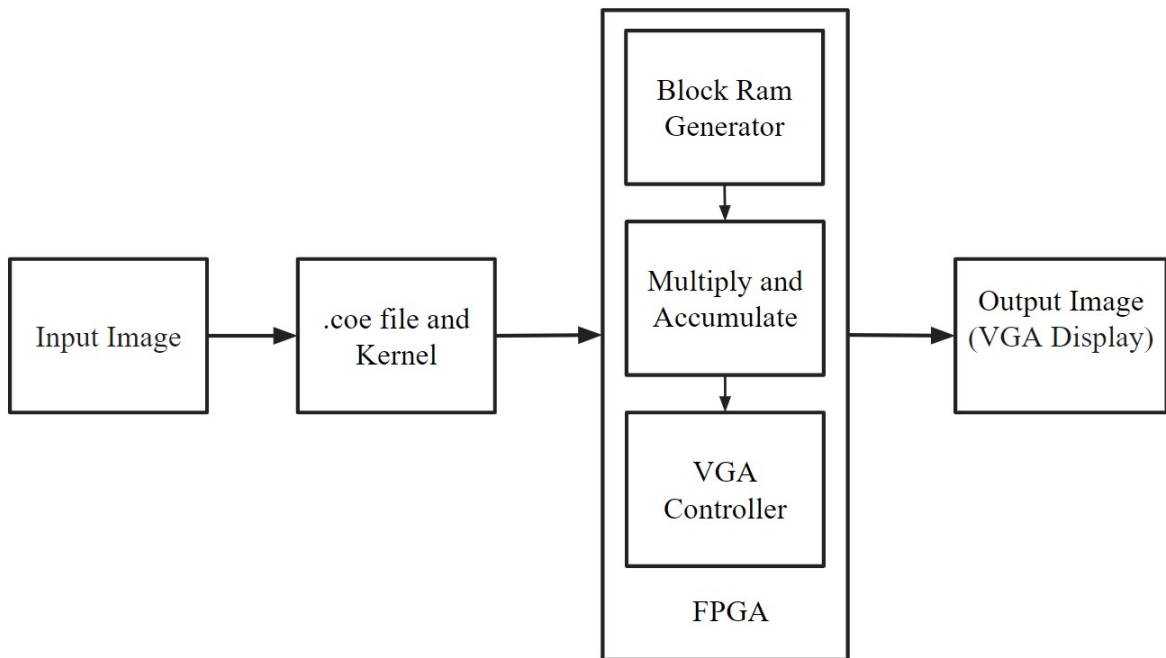 Input Image
.coe file and
Kernel
Block Ram
Generator
Multiply and
Accumulate
VGA
Controller
FPGA
Output Image
(VGA Display)